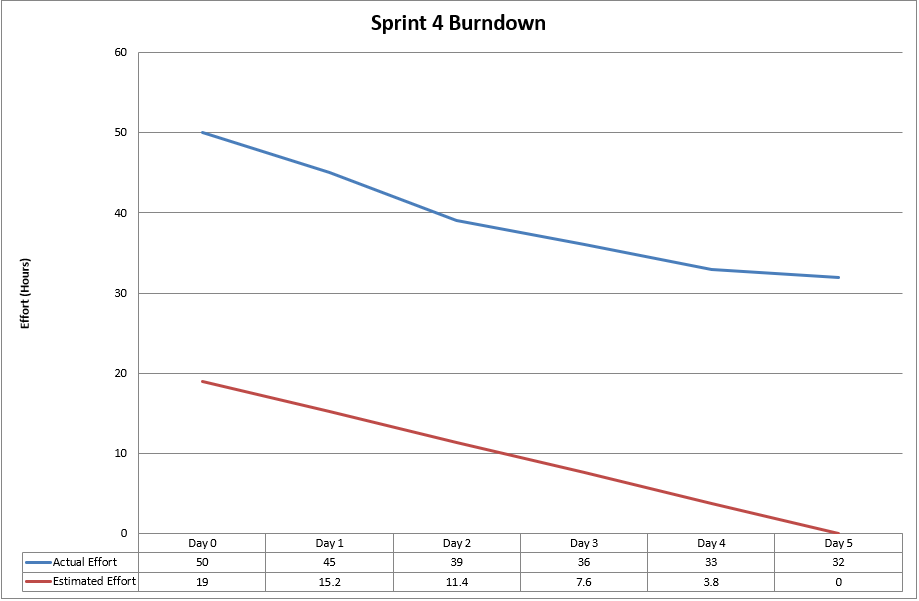 Sprint 4 Burndown
60
50
40
30
20
10
0
Effort (Hours)
Day 0 Day 1 Day 2 Day 3 Day 4 Day 5
Actual Effort 50 45 39 36 33 32
Estimated Effort 19 15.2 11.4 7.6 3.8 0